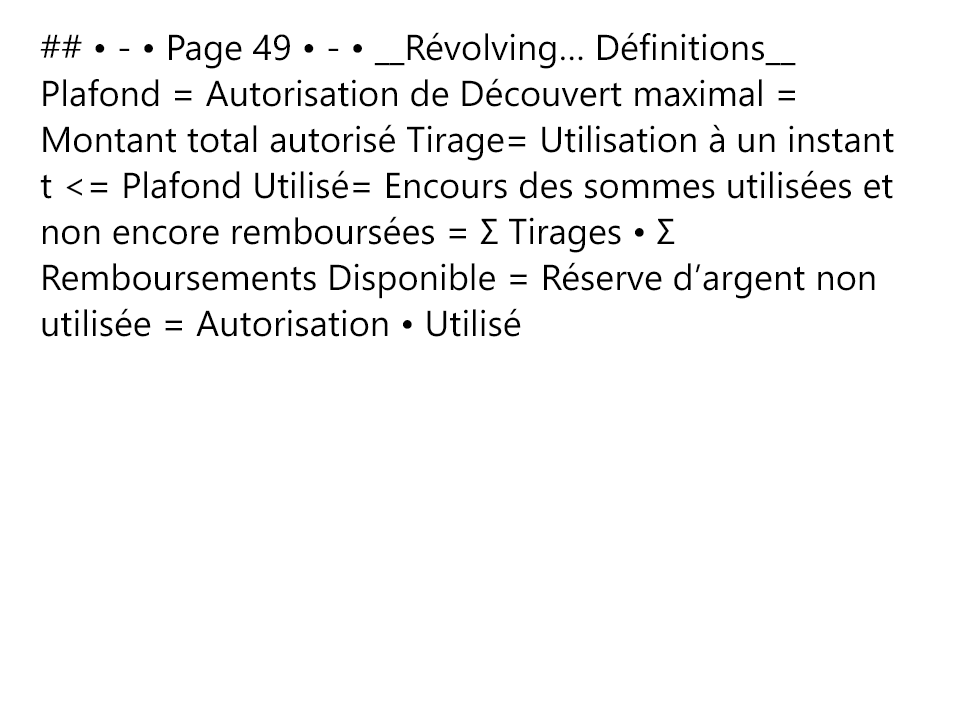 ## • - • Page 49 • - • __Révolving… Définitions__
Plafond = Autorisation de Découvert maximal =
Montant total autorisé Tirage= Utilisation à un instant
t <= Plafond Utilisé= Encours des sommes utilisées et
non encore remboursées = Σ Tirages • Σ
Remboursements Disponible = Réserve d’argent non
utilisée = Autorisation • Utilisé